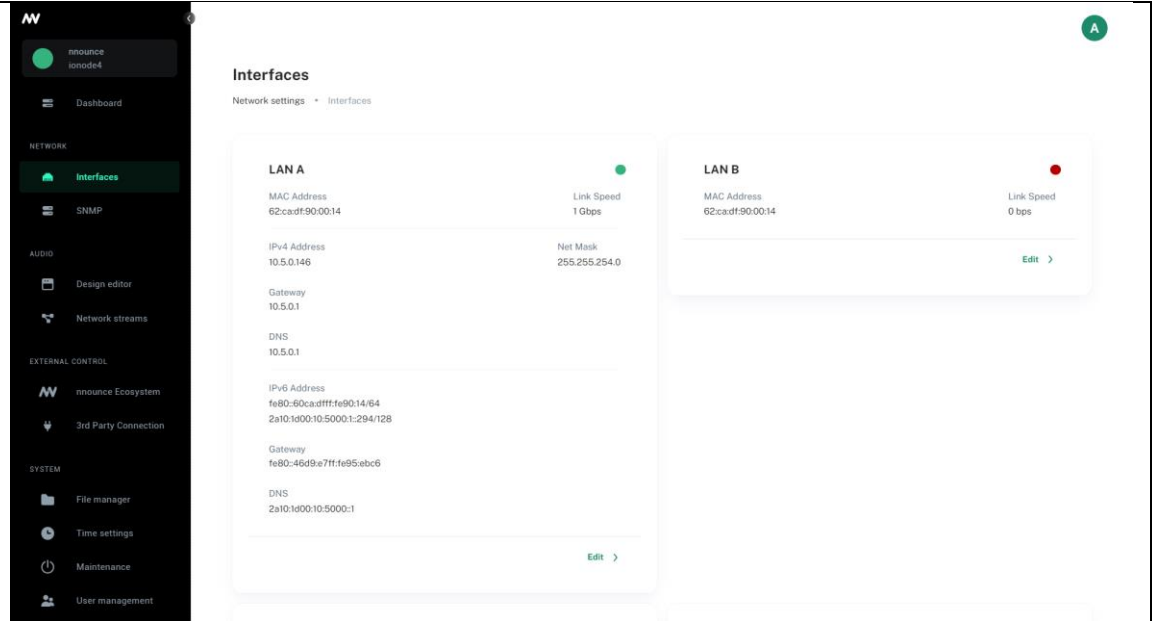 nnounce
ionode4
Dashboard
NETWORK
Interfaces
SNMP
AUDIO
Design editor
Network streams
EXTERNAL CONTROL
nnounce Ecosystem
3rd Party Connection
SYSTEM
File manager
Time settings
Maintenance
User management
A
Interfaces
Network settings • Interfaces
LAN A
MAC Address Link Speed
62:ca:df:90:00:14 1 Gbps
IPv4 Address Net Mask
10.5.0.146 255.255.254.0
Gateway
10.5.0.1
DNS
10.5.0.1
IPv6 Address
fe80::60ca:dfff:fe90:14/64
2a10:1d00:10:5000:1::294/128
Gateway
fe80::46d9:e7ff:fe95:ebc6
DNS
2a10:1d00:10:5000::1
Edit >
LAN B
MAC Address Link Speed
62:ca:df:90:00:14 0 bps
Edit >